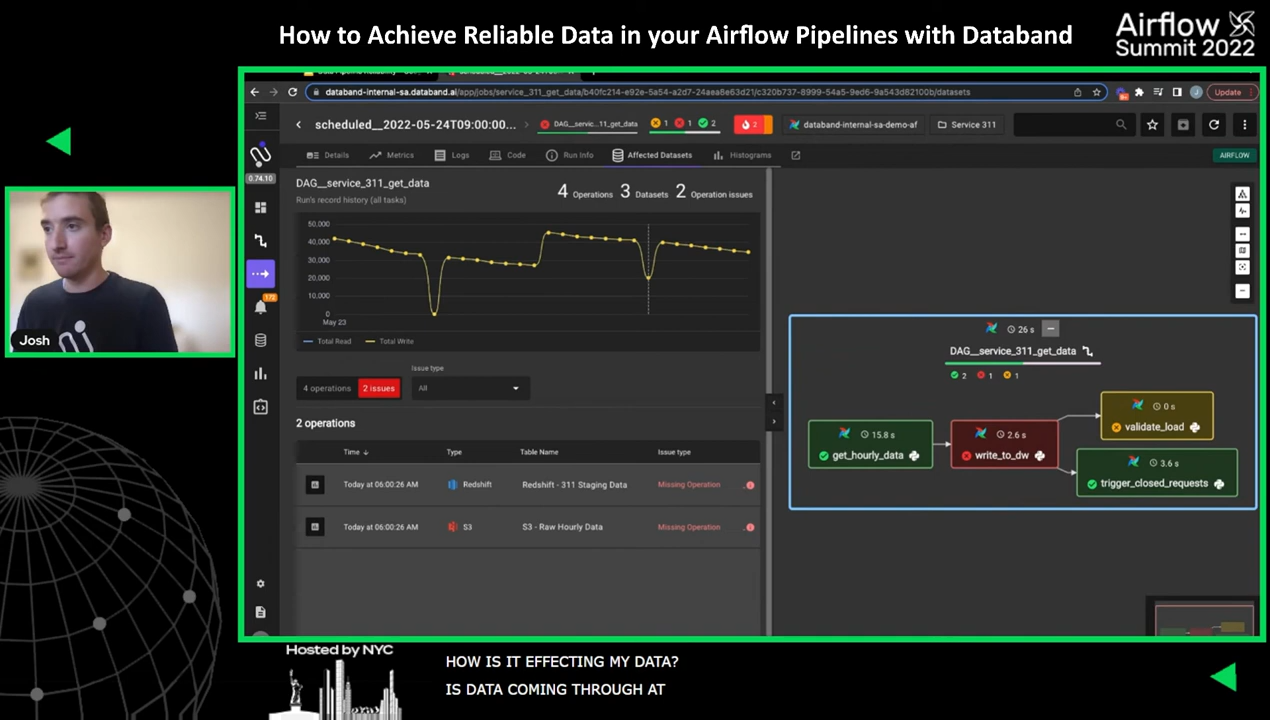 How to Achieve Reliable Data in your Airflow Pipelines with Databand
Airflow
Summit 2022
databand-internal-sa.databand.ai/app/jobs/service_311_get_data/b40fc214-e92e-5a54-a2d7-24aea8e63d21/c320b737-8999-54a5-9ed6-9a543d82100b/datasets
Update
scheduled__2022-05-24T09:00:00...
DAG__servic...11_get_data
1 1 2
2
databand-internal-sa-demo-af
Service 311
Details
Metrics
Logs
Code
Run Info
Affected Datasets
Histograms
0.74.10
AIRFLOW
DAG__service_311_get_data
Run's record history (all tasks)
4 Operations 3 Datasets 2 Operation issues
50,000
40,000
30,000
20,000
10,000
0
May 23
Total Read
Total Write
172
Issue type
4 operations
2 issues
All
2 operations
Time Type Table Name Issue type
Today at 06:00:26 AM Redshift Redshift - 311 Staging Data Missing Operation
Today at 06:00:26 AM S3 S3 - Raw Hourly Data Missing Operation
26 s
DAG__service_311_get_data
2 1 1
15.8 s
get_hourly_data
2.6 s
write_to_dw
0 s
validate_load
3.6 s
trigger_closed_requests
Josh
Hosted by NYC
HOW IS IT EFFECTING MY DATA?
IS DATA COMING THROUGH AT